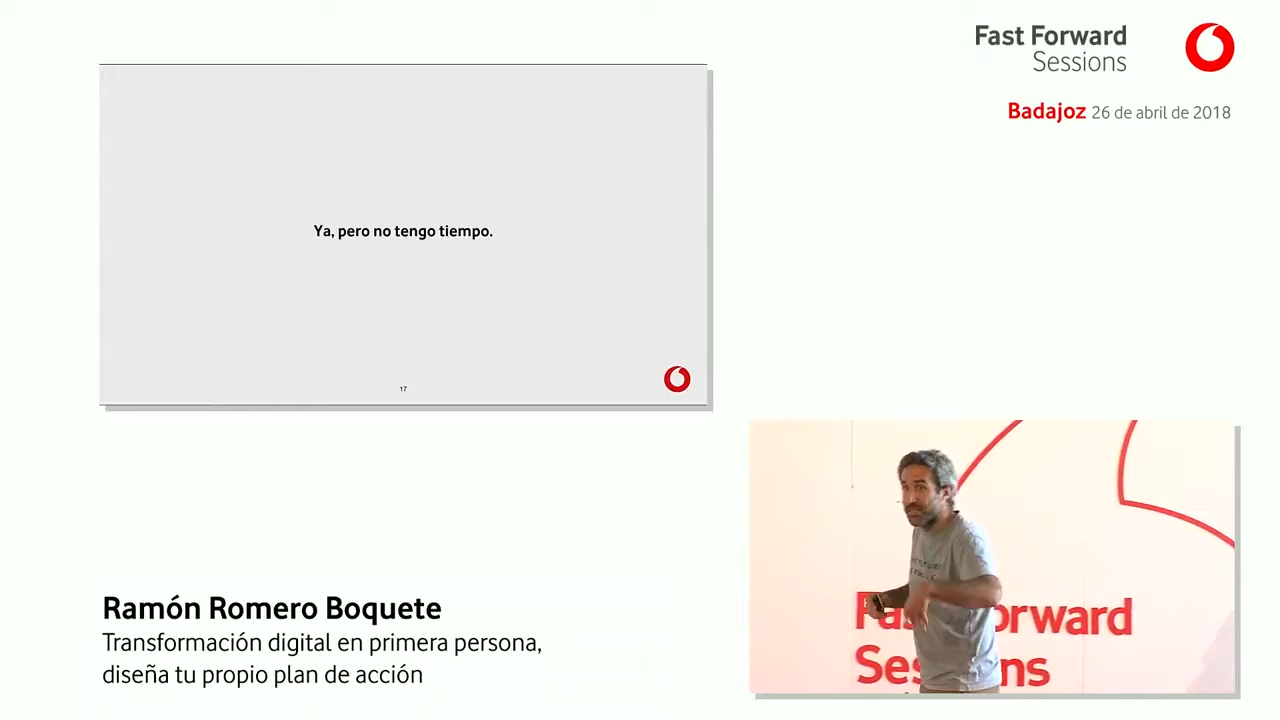 Fast Forward
Sessions
Badajoz 26 de abril de 2018
Ya, pero no tengo tiempo.
17
Ramón Romero Boquete
Transformación digital en primera persona,
diseña tu propio plan de acción